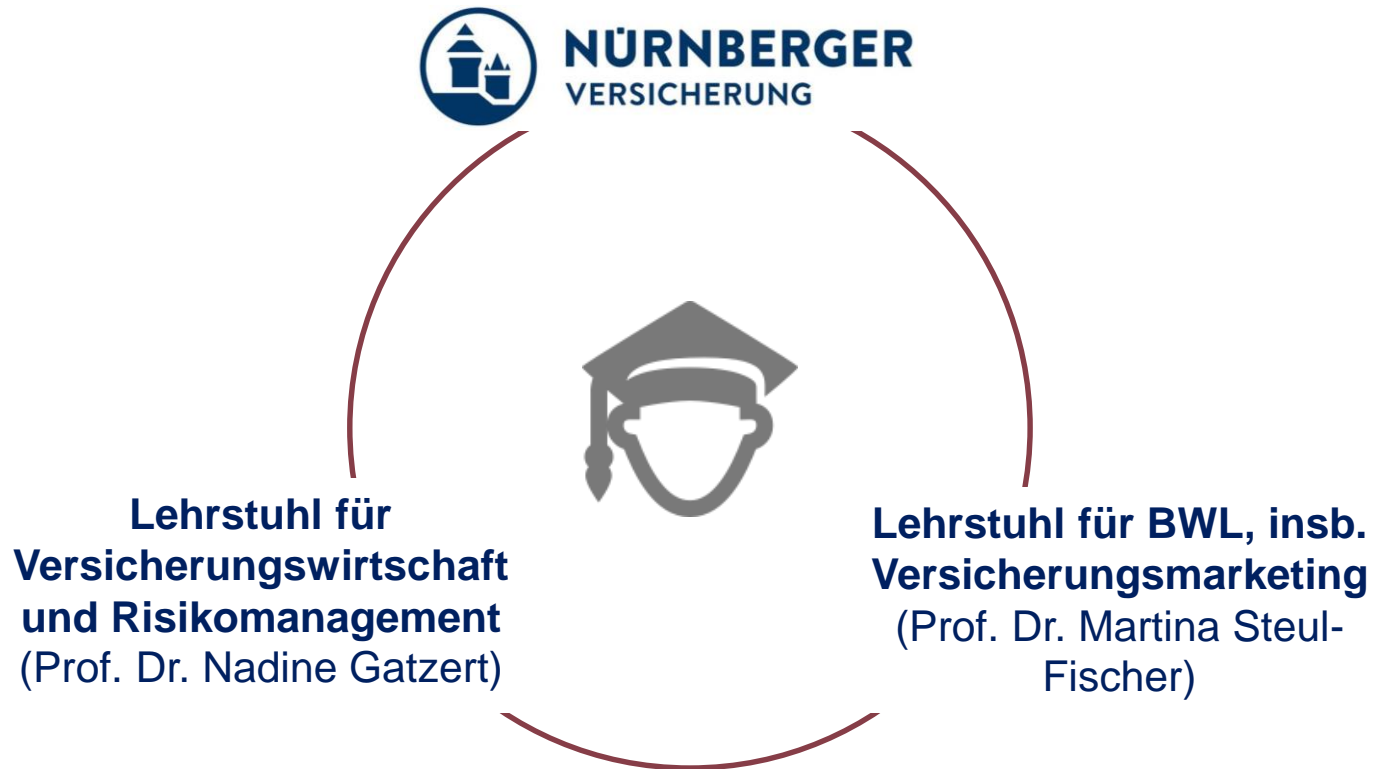 NÜRNBERGER
VERSICHERUNG
Lehrstuhl für
Versicherungswirtschaft
und Risikomanagement
(Prof. Dr. Nadine Gatzert)
Lehrstuhl für BWL, insb.
Versicherungsmarketing
(Prof. Dr. Martina Steul-
Fischer)